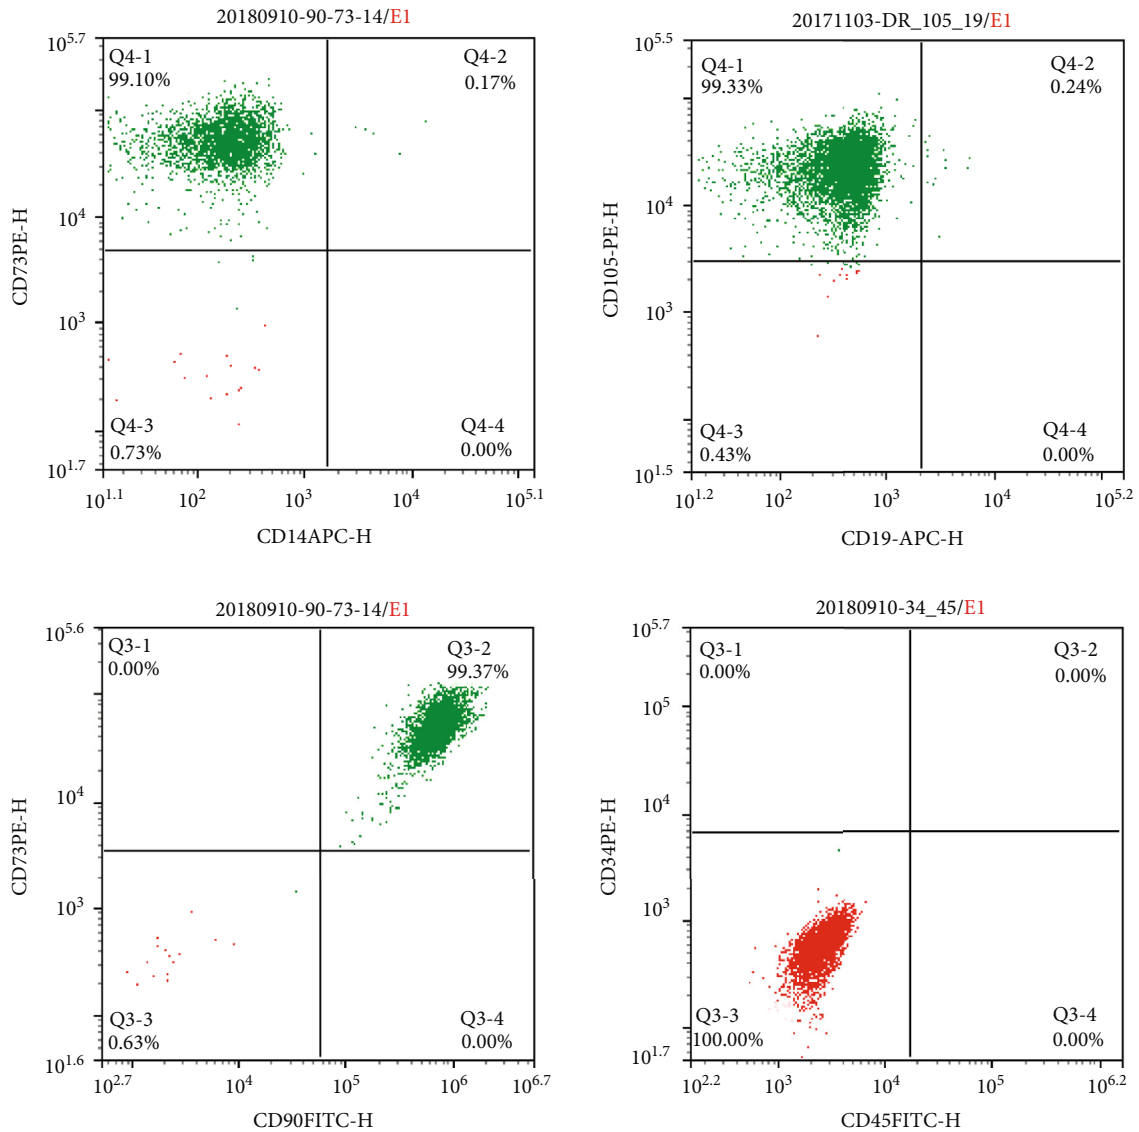 20180910-90-73-14/E1
10^5.7
Q4-1
99.10%
Q4-2
0.17%
CD73PE-H
10^4
10^3
Q4-3
0.73%
Q4-4
0.00%
10^1.7
10^1.1 10^2 10^3 10^4 10^5.1
CD14APC-H
20171103-DR_105_19/E1
10^5.5
Q4-1
99.33%
Q4-2
0.24%
CD105-PE-H
10^4
10^3
Q4-3
0.43%
Q4-4
0.00%
10^1.5
10^1.2 10^2 10^3 10^4 10^5.2
CD19-APC-H
20180910-90-73-14/E1
10^5.6
Q3-1
0.00%
Q3-2
99.37%
CD73PE-H
10^4
10^3
Q3-3
0.63%
Q3-4
0.00%
10^1.6
10^2.7 10^4 10^5 10^6 10^6.7
CD90FITC-H
20180910-34_45/E1
10^5.7
Q3-1
0.00%
Q3-2
0.00%
10^5
CD34PE-H
10^4
10^3
Q3-3
100.00%
Q3-4
0.00%
10^1.7
10^2.2 10^3 10^4 10^5 10^6.2
CD45FITC-H